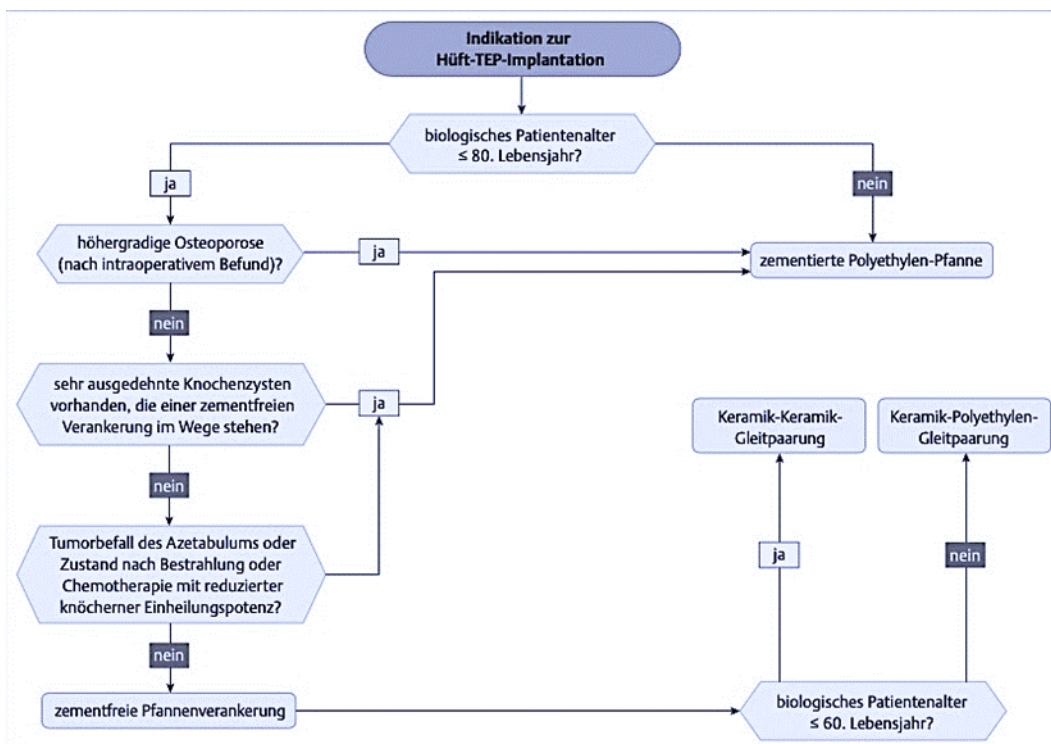 Indikation zur
Hüft-TEP-Implantation
biologisches Patientenalter
≤ 80. Lebensjahr?
ja
nein
höhergradige Osteoporose
(nach intraoperativem Befund)?
ja
zementierte Polyethylen-Pfanne
nein
sehr ausgedehnte Knochenzysten
vorhanden, die einer zementfreien
Verankerung im Wege stehen?
ja
Keramik-Keramik-
Gleitpaarung
Keramik-Polyethylen-
Gleitpaarung
nein
Tumorbefall des Azetabulums oder
Zustand nach Bestrahlung oder
Chemotherapie mit reduzierter
knöcherner Einheilungspotenz?
ja
nein
nein
zementfreie Pfannenverankerung
biologisches Patientenalter
≤ 60. Lebensjahr?